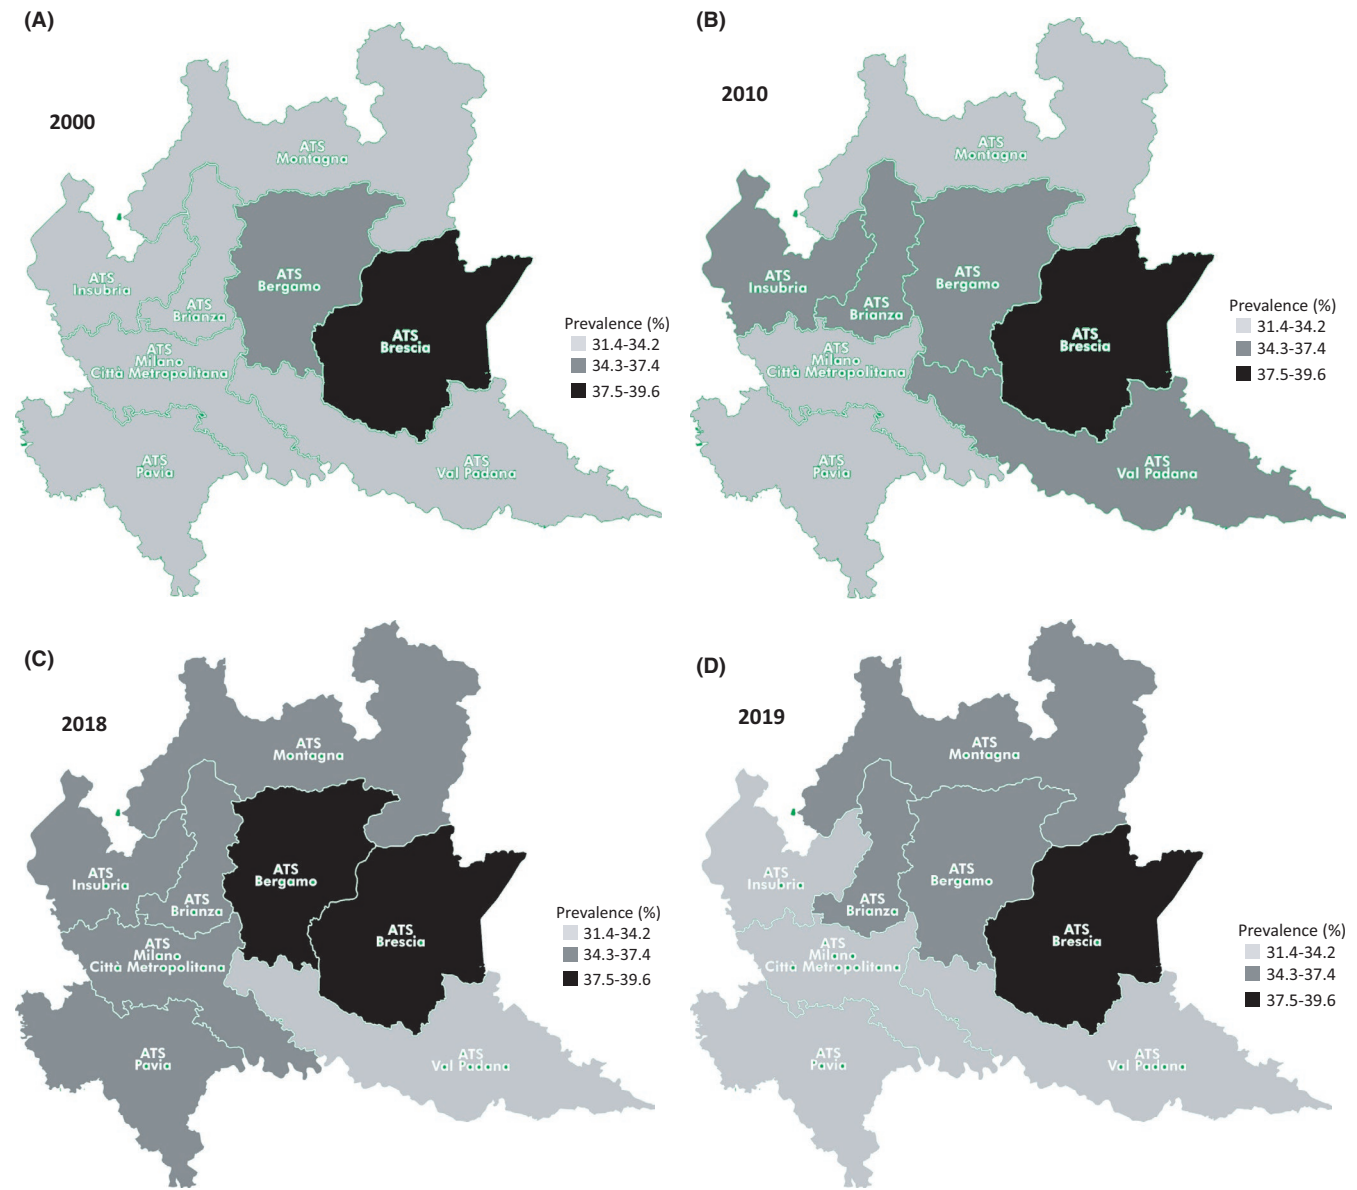 (A)
2000
ATS
Montagna
ATS
Insubria
ATS
Brianza
ATS
Bergamo
ATS
Brescia
ATS
Milano
Città Metropolitana
ATS
Pavia
ATS
Val Padana
Prevalence (%)
31.4-34.2
34.3-37.4
37.5-39.6
(B)
2010
ATS
Montagna
ATS
Insubria
ATS
Brianza
ATS
Bergamo
ATS
Brescia
ATS
Milano
Città Metropolitana
ATS
Pavia
ATS
Val Padana
Prevalence (%)
31.4-34.2
34.3-37.4
37.5-39.6
(C)
2018
ATS
Montagna
ATS
Insubria
ATS
Brianza
ATS
Bergamo
ATS
Brescia
ATS
Milano
Città Metropolitana
ATS
Pavia
ATS
Val Padana
Prevalence (%)
31.4-34.2
34.3-37.4
37.5-39.6
(D)
2019
ATS
Montagna
ATS
Insubria
ATS
Brianza
ATS
Bergamo
ATS
Brescia
ATS
Milano
Città Metropolitana
ATS
Pavia
ATS
Val Padana
Prevalence (%)
31.4-34.2
34.3-37.4
37.5-39.6